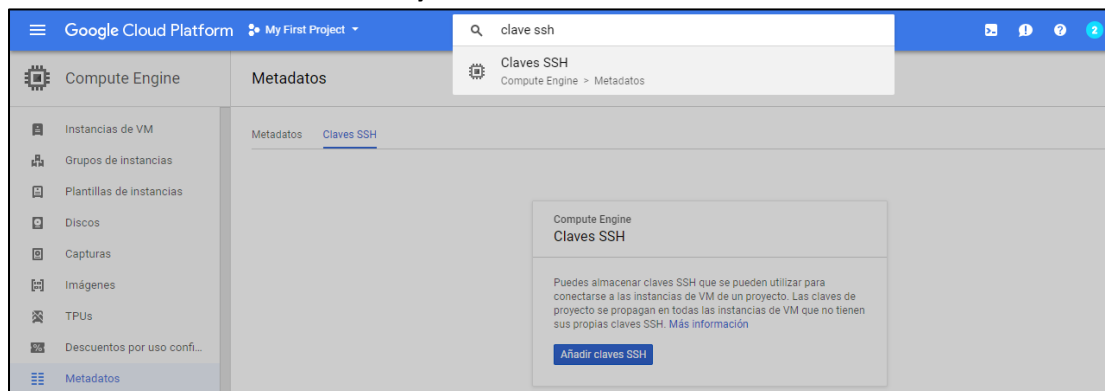 Google Cloud Platform
My First Project
clave ssh
2
Claves SSH
Compute Engine > Metadatos
Compute Engine
Metadatos
Instancias de VM
Grupos de instancias
Plantillas de instancias
Discos
Capturas
Imágenes
TPUs
Descuentos por uso confi...
Metadatos
Metadatos
Claves SSH
Compute Engine
Claves SSH
Puedes almacenar claves SSH que se pueden utilizar para
conectarse a las instancias de VM de un proyecto. Las claves de
proyecto se propagan en todas las instancias de VM que no tienen
sus propias claves SSH. Más información
Añadir claves SSH